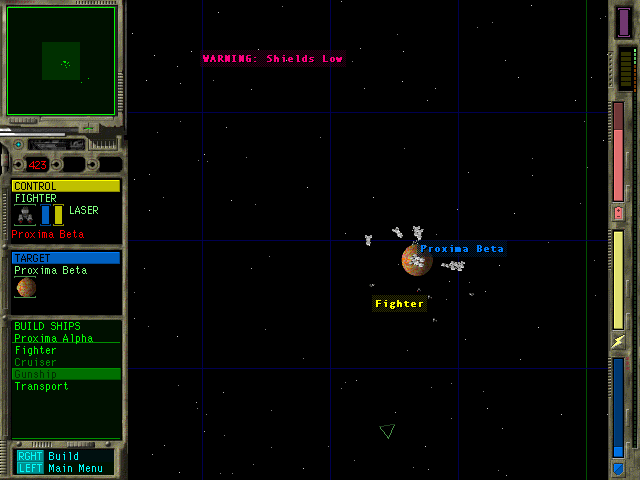 WARNING: Shields Low
423
CONTROL
FIGHTER
LASER
Proxima Beta
TARGET
Proxima Beta
BUILD SHIPS
Proxima Alpha
Fighter
Cruiser
Gunship
Transport
RGHT Build
LEFT Main Menu
Proxima Beta
Fighter